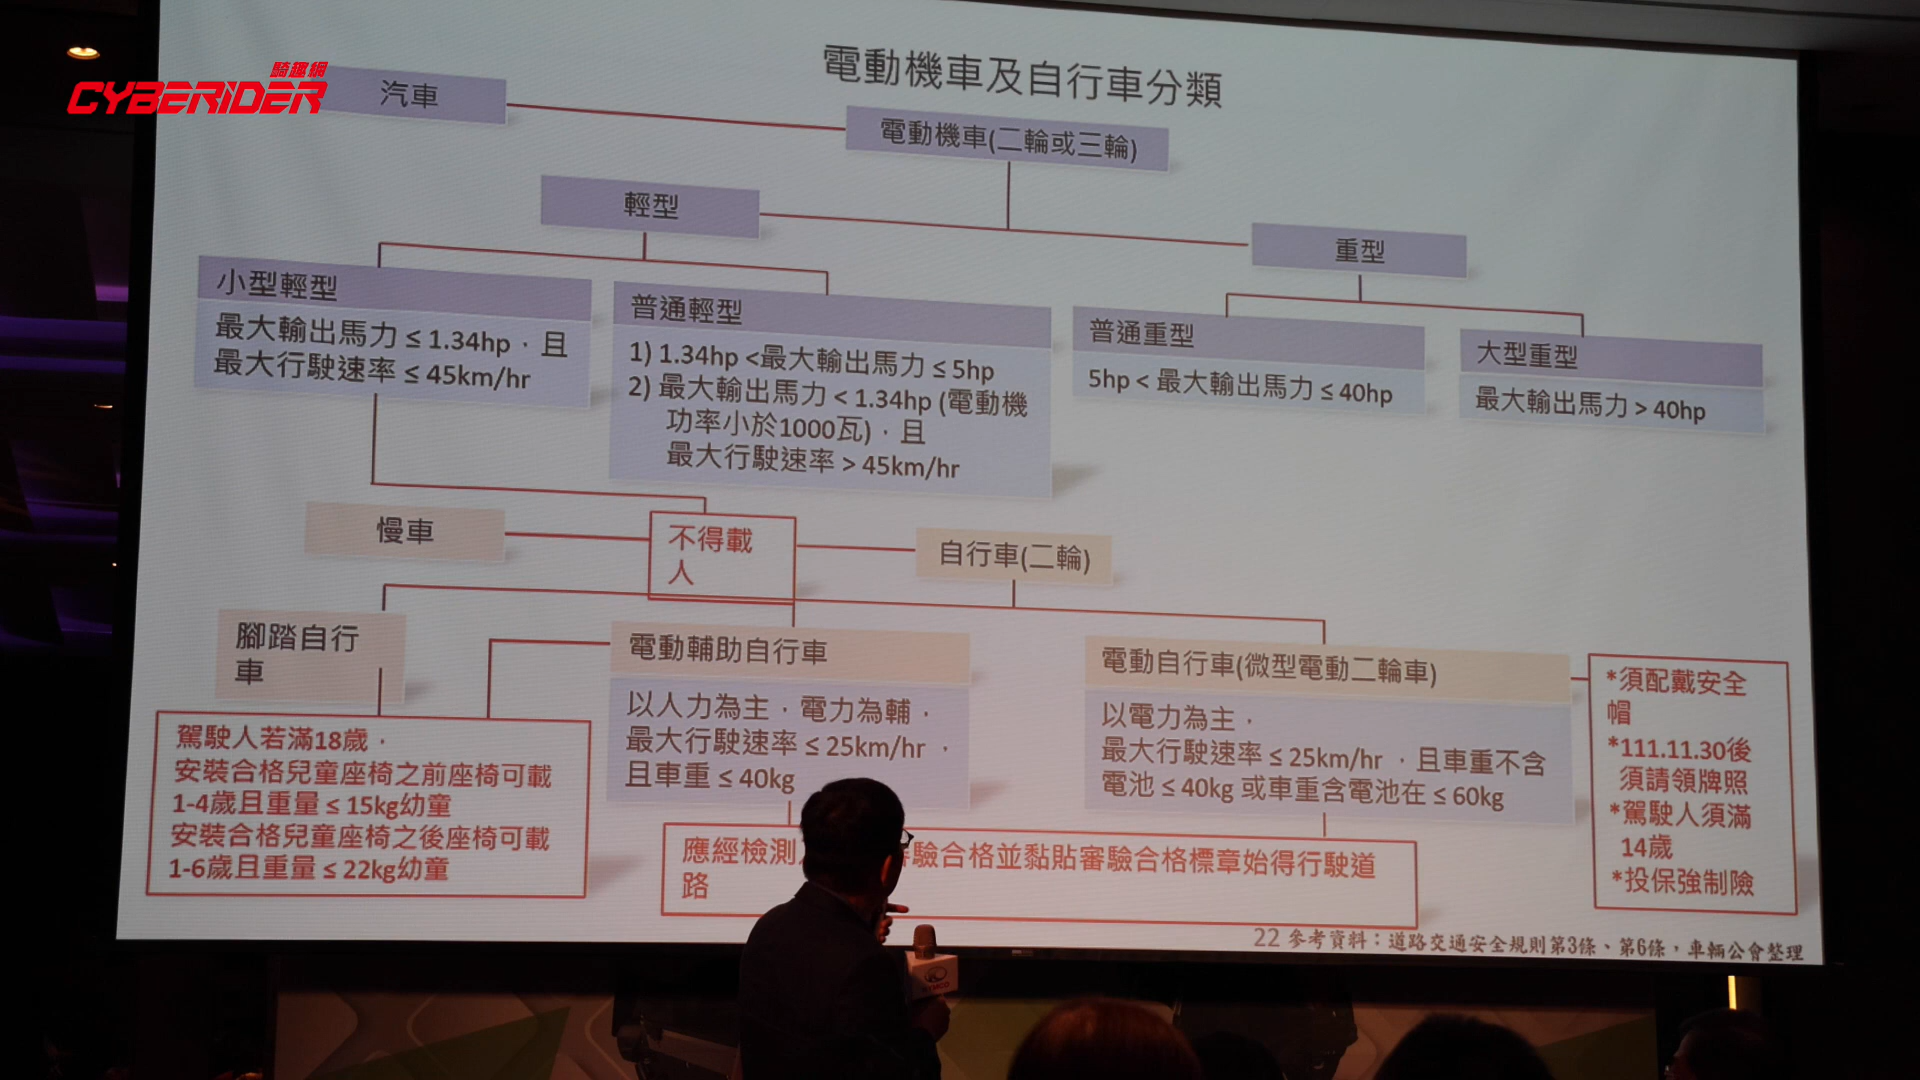 騎趣網
CYBERIDER
電動機車及自行車分類
汽車
電動機車(二輪或三輪)
輕型
重型
小型輕型
最大輸出馬力 ≤ 1.34hp，且
最大行駛速率 ≤ 45km/hr
普通輕型
1) 1.34hp <最大輸出馬力 ≤ 5hp
2) 最大輸出馬力 < 1.34hp (電動機
功率小於1000瓦)，且
最大行駛速率 > 45km/hr
普通重型
5hp < 最大輸出馬力 ≤ 40hp
大型重型
最大輸出馬力 > 40hp
慢車
不得載
人
自行車(二輪)
腳踏自行
車
駕駛人若滿18歲，
安裝合格兒童座椅之前座椅可載
1-4歲且重量 ≤ 15kg幼童
安裝合格兒童座椅之後座椅可載
1-6歲且重量 ≤ 22kg幼童
電動輔助自行車
以人力為主，電力為輔，
最大行駛速率 ≤ 25km/hr，
且車重 ≤ 40kg
電動自行車(微型電動二輪車)
以電力為主，
最大行駛速率 ≤ 25km/hr，且車重不含
電池 ≤ 40kg 或車重含電池在 ≤ 60kg
*須配戴安全
帽
*111.11.30後
須請領牌照
*駕駛人須滿
14歲
*投保強制險
應經檢測 驗合格並黏貼審驗合格標章始得行駛道
路
22 參考資料：道路交通安全規則第3條、第6條，車輛公會整理
KYMCO